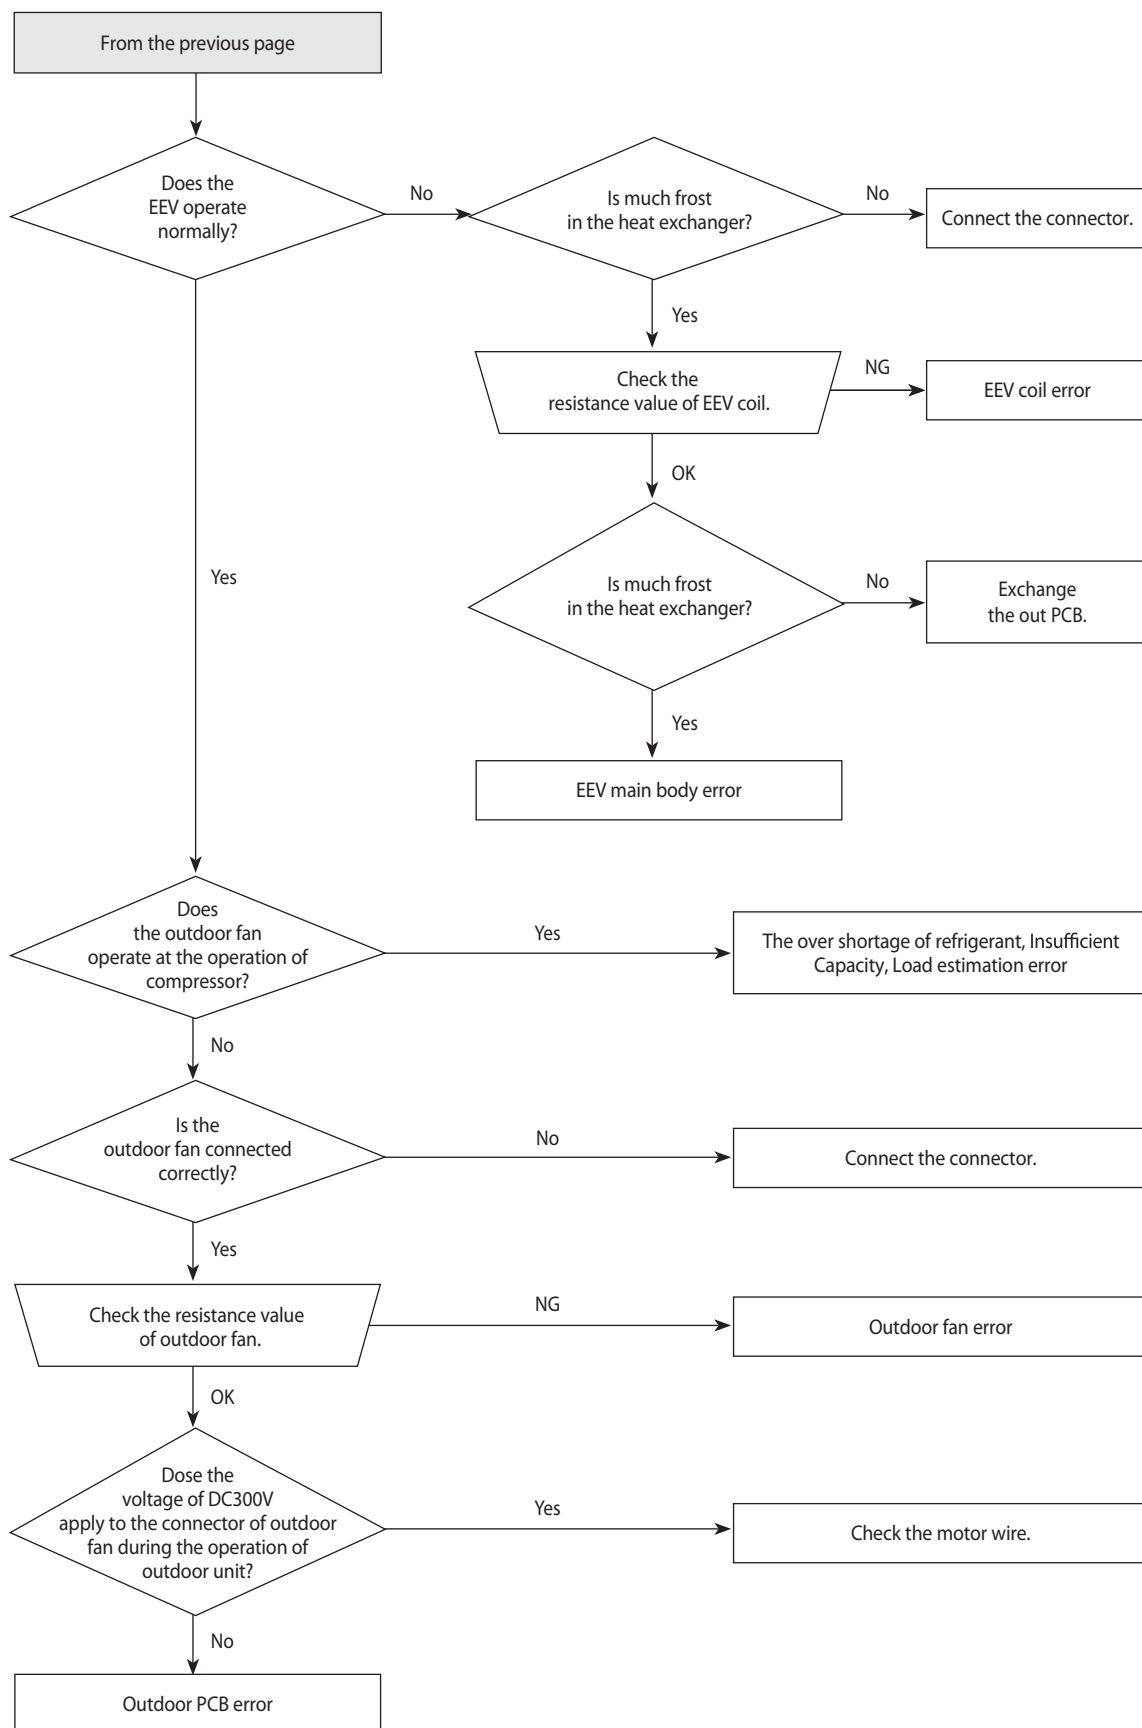 From the previous page
Does the
EEV operate
normally?
No
Is much frost
in the heat exchanger?
No
Connect the connector.
Yes
Check the
resistance value of EEV coil.
NG
EEV coil error
OK
Yes
Is much frost
in the heat exchanger?
No
Exchange
the out PCB.
Yes
EEV main body error
Does
the outdoor fan
operate at the operation of
compressor?
Yes
The over shortage of refrigerant, Insufficient
Capacity, Load estimation error
No
Is the
outdoor fan connected
correctly?
No
Connect the connector.
Yes
Check the resistance value
of outdoor fan.
NG
Outdoor fan error
OK
Dose the
voltage of DC300V
apply to the connector of outdoor
fan during the operation of
outdoor unit?
Yes
Check the motor wire.
No
Outdoor PCB error